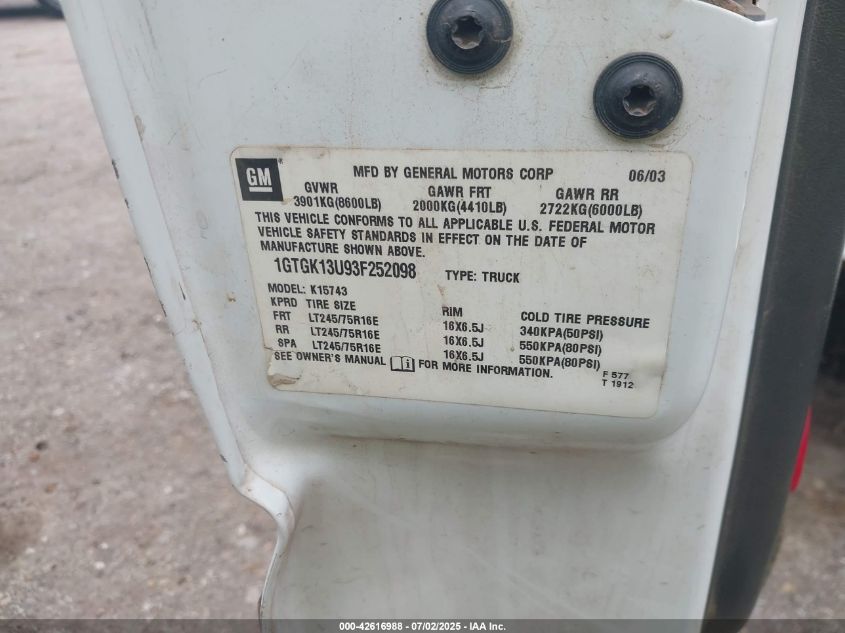 GM MFD BY GENERAL MOTORS CORP 06/03
GVWR GAWR FRT GAWR RR
3901KG(8600LB) 2000KG(4410LB) 2722KG(6000LB)
THIS VEHICLE CONFORMS TO ALL APPLICABLE U.S. FEDERAL MOTOR
VEHICLE SAFETY STANDARDS IN EFFECT ON THE DATE OF
MANUFACTURE SHOWN ABOVE.
1GTGK13U93F252098 TYPE: TRUCK
MODEL: K15743
KPRD TIRE SIZE RIM COLD TIRE PRESSURE
FRT LT245/75R16E 16X6.5J 340KPA(50PSI)
RR LT245/75R16E 16X6.5J 550KPA(80PSI)
SPA LT245/75R16E 16X6.5J 550KPA(80PSI)
SEE OWNER'S MANUAL FOR MORE INFORMATION.
F 577
T 1912
000-42616988 - 07/02/2025 - IAA Inc.